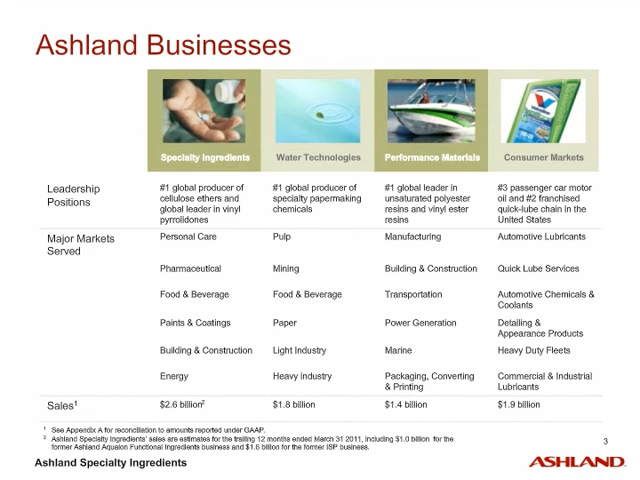 Ashland Businesses
Valvoline
Specialty Ingredients
Water Technologies
Performance Materials
Consumer Markets
Leadership
Positions
#1 global producer of
cellulose ethers and
global leader in vinyl
pyrrolidones
#1 global producer of
specialty papermaking
chemicals
#1 global leader in
unsaturated polyester
resins and vinyl ester
resins
#3 passenger car motor
oil and #2 franchised
quick-lube chain in the
United States
Major Markets
Served
Personal Care
Pulp
Manufacturing
Automotive Lubricants
Pharmaceutical
Mining
Building & Construction
Quick Lube Services
Food & Beverage
Food & Beverage
Transportation
Automotive Chemicals &
Coolants
Paints & Coatings
Paper
Power Generation
Detailing &
Appearance Products
Building & Construction
Light Industry
Marine
Heavy Duty Fleets
Energy
Heavy industry
Packaging, Converting
& Printing
Commercial & Industrial
Lubricants
Sales1
$2.6 billion2
$1.8 billion
$1.4 billion
$1.9 billion
1 See Appendix A for reconciliation to amounts reported under GAAP.
2 Ashland Specialty Ingredients' sales are estimates for the trailing 12 months ended March 31 2011, including $1.0 billion for the
former Ashland Aqualon Functional Ingredients business and $1.6 billion for the former ISP business.
3
Ashland Specialty Ingredients
ASHLAND